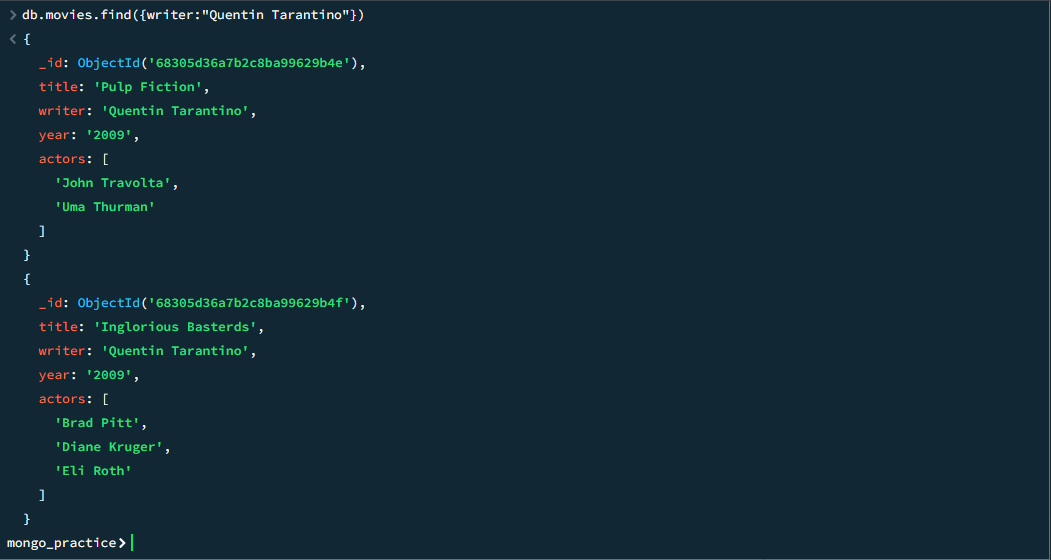 > db.movies.find({writer:"Quentin Tarantino"})
< {
_id: ObjectId('68305d36a7b2c8ba99629b4e'),
title: 'Pulp Fiction',
writer: 'Quentin Tarantino',
year: '2009',
actors: [
'John Travolta',
'Uma Thurman'
]
}
{
_id: ObjectId('68305d36a7b2c8ba99629b4f'),
title: 'Inglorious Basterds',
writer: 'Quentin Tarantino',
year: '2009',
actors: [
'Brad Pitt',
'Diane Kruger',
'Eli Roth'
]
}
mongo_practice>